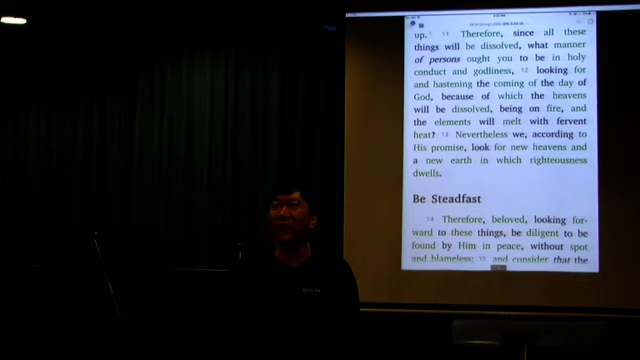 up. 11 Therefore, since all these
things will be dissolved, what manner
of persons ought you to be in holy
conduct and godliness, 12 looking for
and hastening the coming of the day of
God, because of which the heavens
will be dissolved, being on fire, and
the elements will melt with fervent
heat? 13 Nevertheless we, according to
His promise, look for new heavens and
a new earth in which righteousness
dwells.
Be Steadfast
14 Therefore, beloved, looking for-
ward to these things, be diligent to be
found by Him in peace, without spot
and blameless; 15 and consider that the